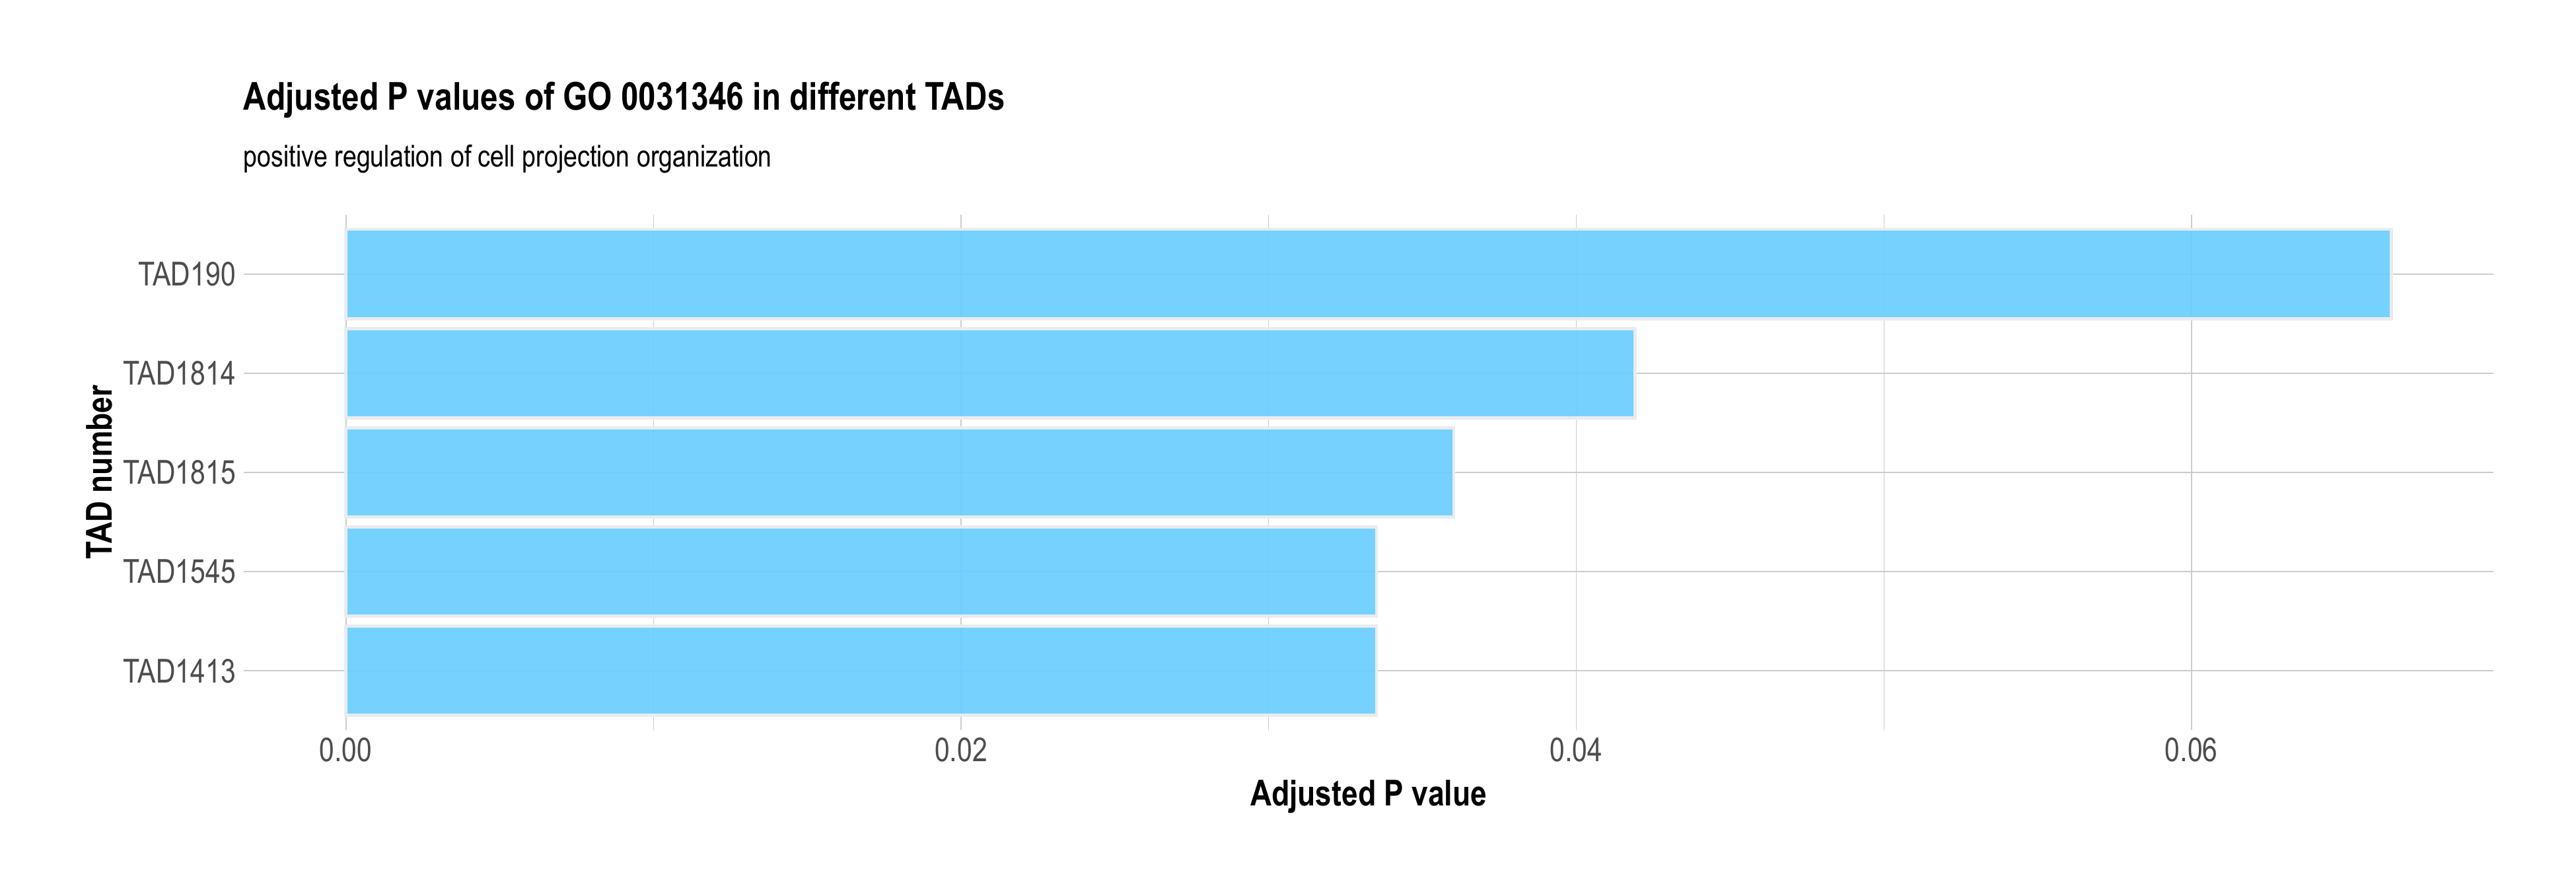 Adjusted P values of GO 0031346 in different TADs
positive regulation of cell projection organization
TAD number
TAD190
TAD1814
TAD1815
TAD1545
TAD1413
0.00
0.02
0.04
0.06
Adjusted P value